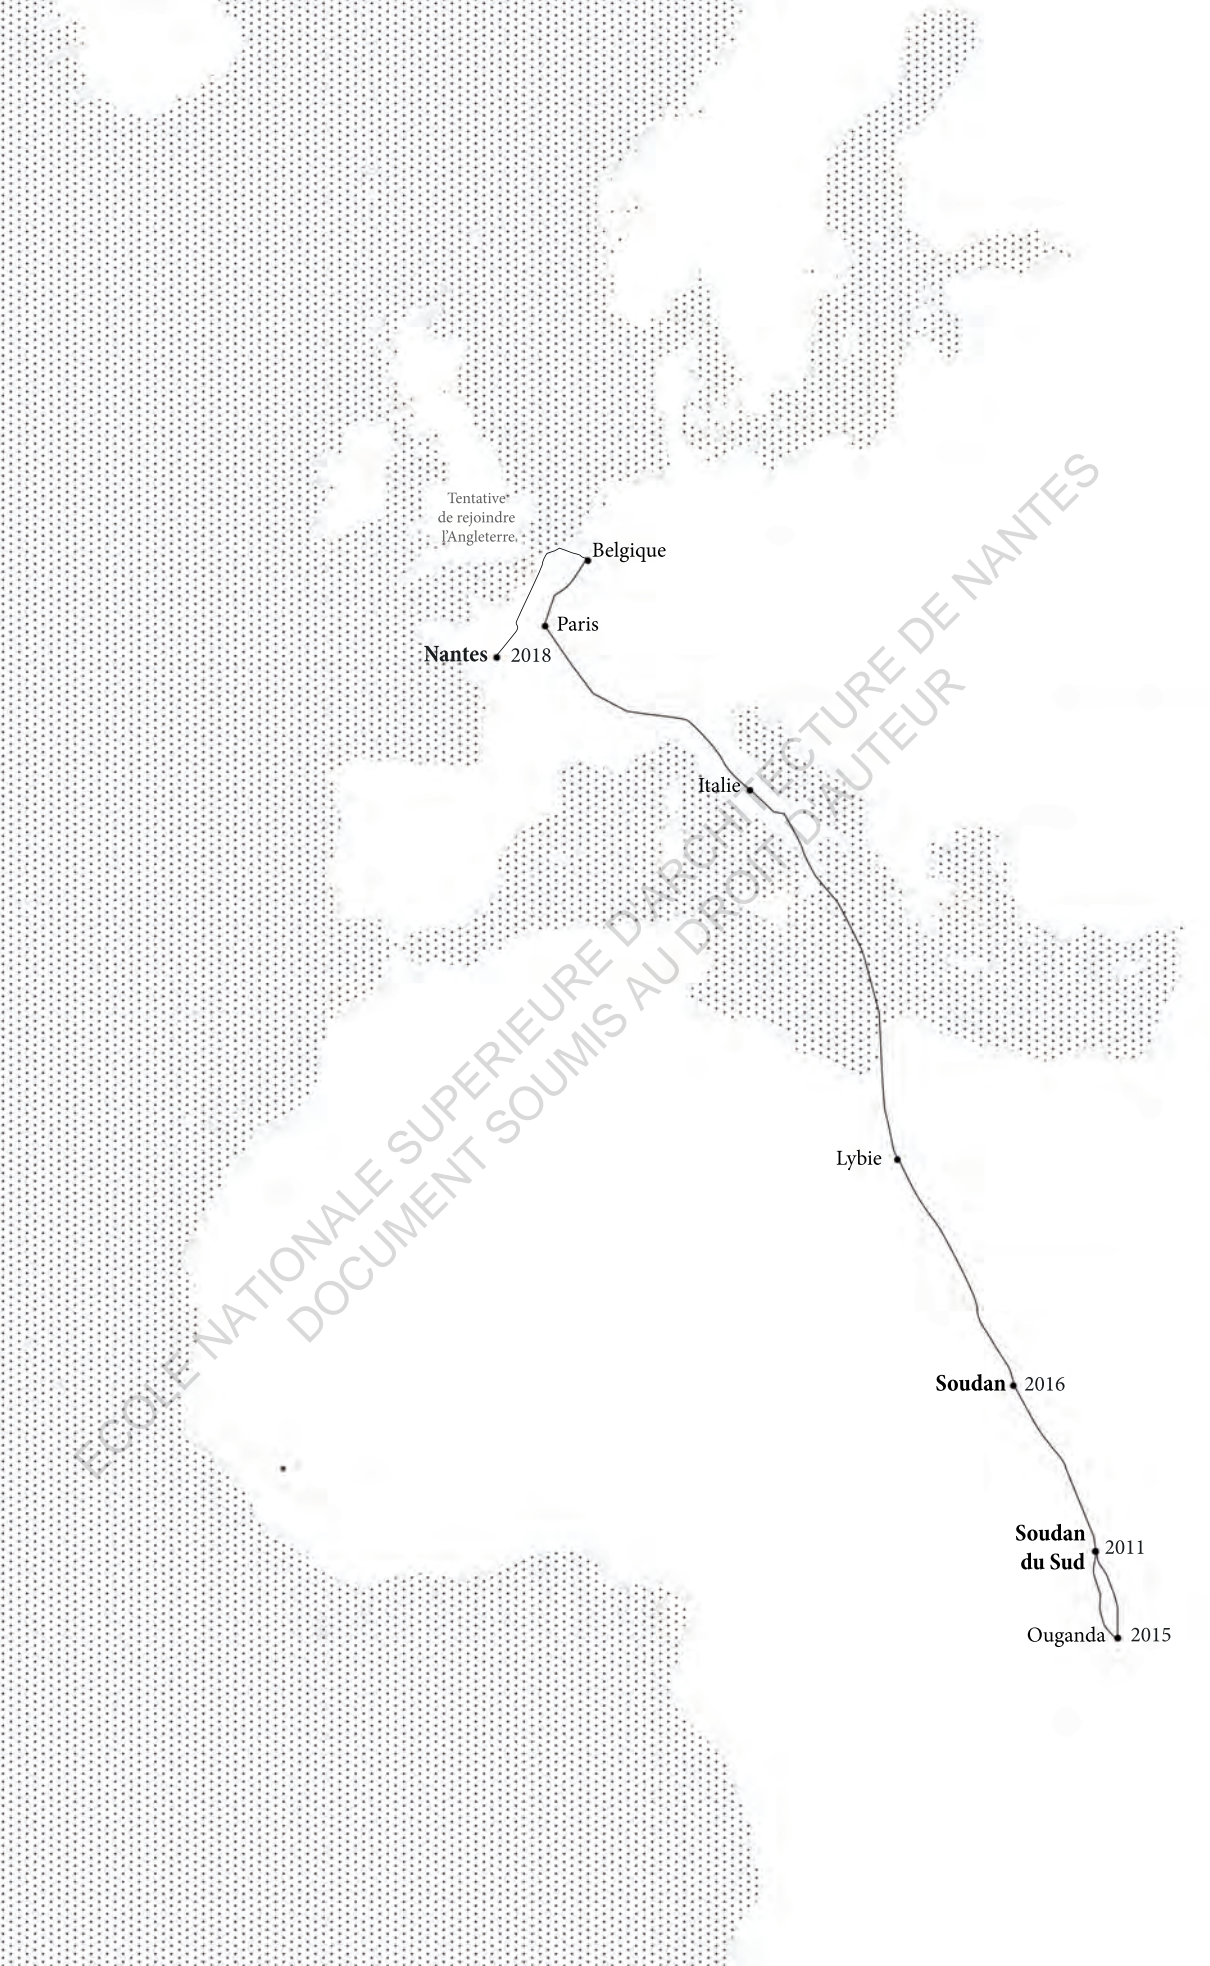 Tentative
de rejoindre
l'Angleterre
Belgique
Paris
Nantes 2018
Italie
Lybie
Soudan 2016
Soudan
du Sud
2011
Ouganda 2015
ECOLE NATIONALE SUPERIEURE D'ARCHITECTURE DE NANTES
DOCUMENT SOUMIS AU DROIT D'AUTEUR